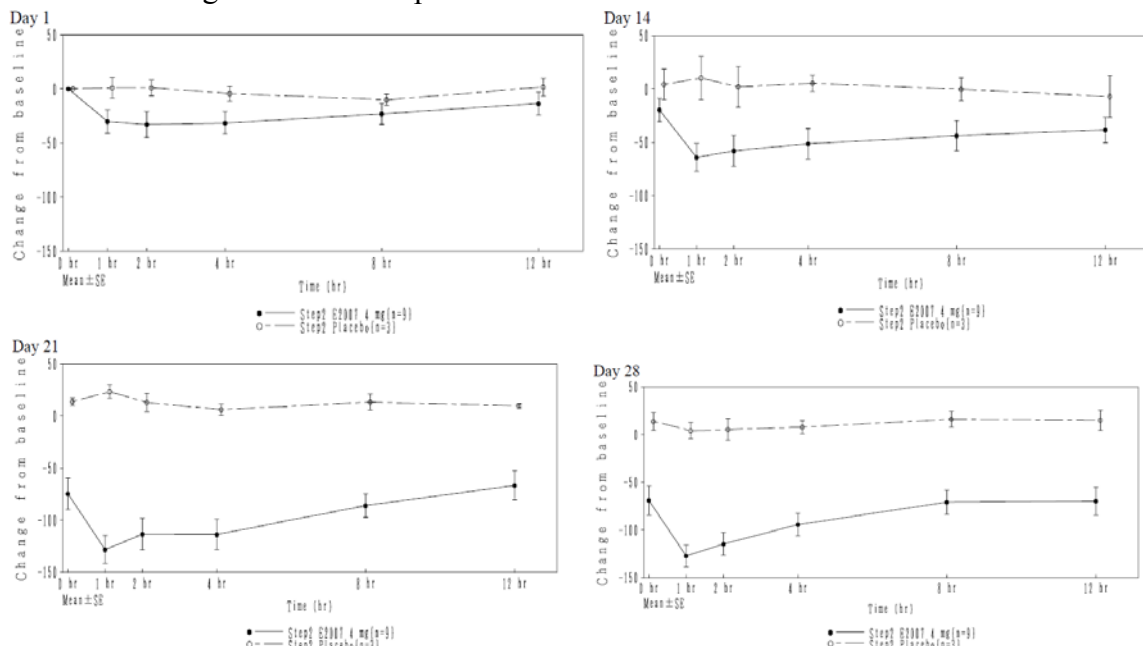 Day 1
50
0
-50
-100
-150
Change from baseline
0 hr
1 hr
2 hr
4 hr
8 hr
12 hr
Mean±SE
Time (hr)
Step2 E2007 4 mg(n=9)
Step2 Placebo(n=3)
Day 14
50
0
-50
-100
-150
Change from baseline
0 hr
1 hr
2 hr
4 hr
8 hr
12 hr
Mean±SE
Time (hr)
Step2 E2007 4 mg(n=9)
Step2 Placebo(n=3)
Day 21
50
0
-50
-100
-150
Change from baseline
0 hr
1 hr
2 hr
4 hr
8 hr
12 hr
Mean±SE
Time (hr)
Step2 E2007 4 mg(n=9)
Step2 Placebo(n=3)
Day 28
50
0
-50
-100
-150
Change from baseline
0 hr
1 hr
2 hr
4 hr
8 hr
12 hr
Mean±SE
Time (hr)
Step2 E2007 4 mg(n=9)
Step2 Placebo(n=3)